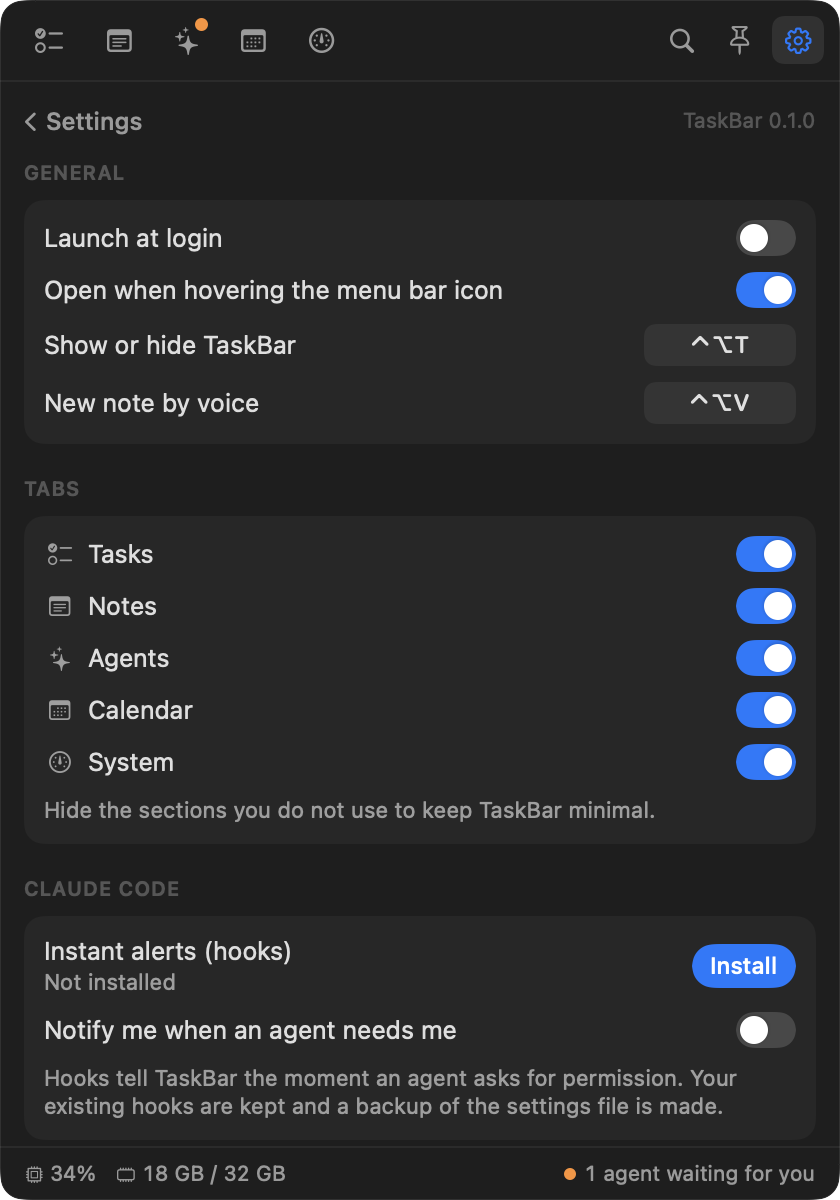 Settings
TaskBar 0.1.0
GENERAL
Launch at login
Open when hovering the menu bar icon
Show or hide TaskBar
⌃⌥T
New note by voice
⌃⌥V
TABS
Tasks
Notes
Agents
Calendar
System
Hide the sections you do not use to keep TaskBar minimal.
CLAUDE CODE
Instant alerts (hooks)
Not installed
Install
Notify me when an agent needs me
Hooks tell TaskBar the moment an agent asks for permission. Your
existing hooks are kept and a backup of the settings file is made.
34% 18 GB / 32 GB
1 agent waiting for you